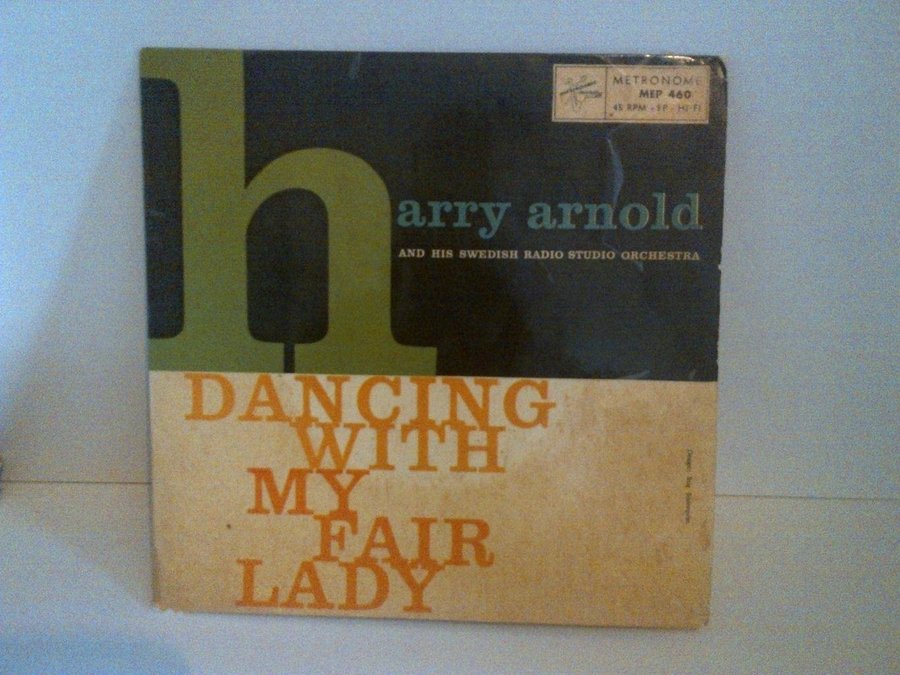 METRONOME
MEP 460
45 RPM - EP - HI-FI
harry arnold
AND HIS SWEDISH RADIO STUDIO ORCHESTRA
DANCING
WITH
MY
FAIR
LADY